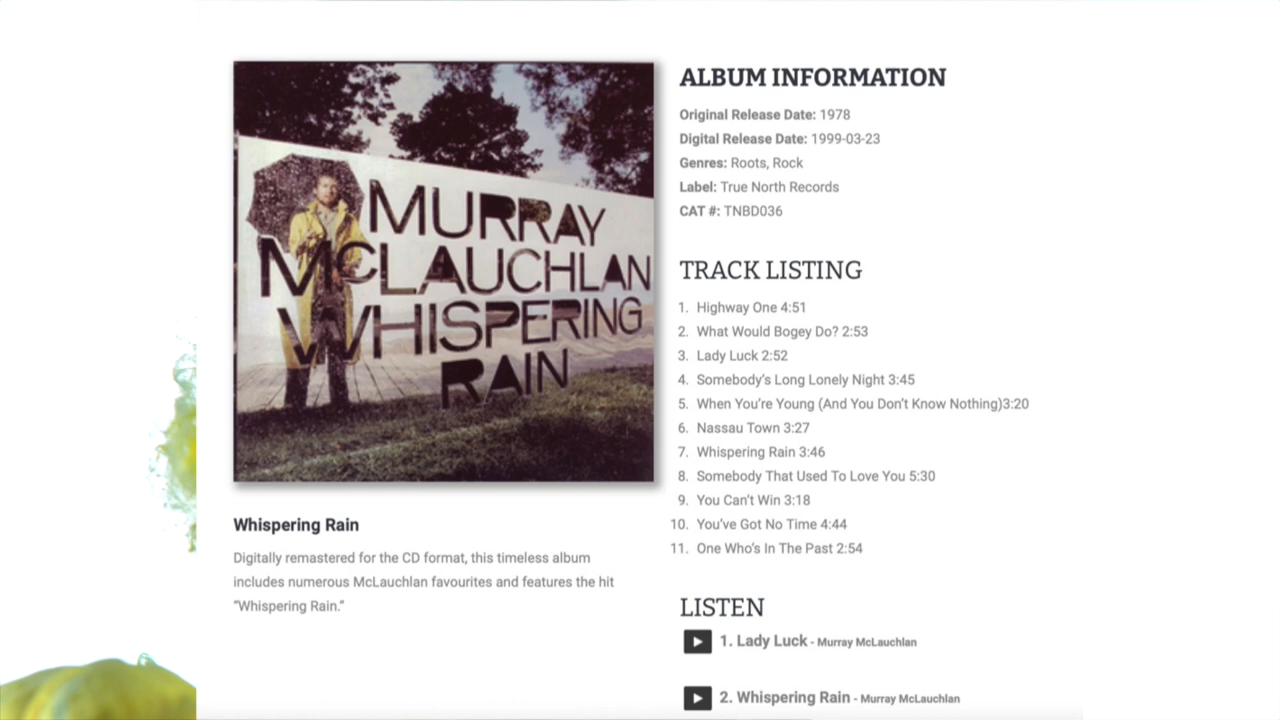 MURRAY
MCLAUCHLAN
WHISPERING
RAIN
Whispering Rain
Digitally remastered for the CD format, this timeless album
includes numerous McLauchlan favourites and features the hit
“Whispering Rain.”
ALBUM INFORMATION
Original Release Date: 1978
Digital Release Date: 1999-03-23
Genres: Roots, Rock
Label: True North Records
CAT #: TNBD036
TRACK LISTING
1. Highway One 4:51
2. What Would Bogey Do? 2:53
3. Lady Luck 2:52
4. Somebody’s Long Lonely Night 3:45
5. When You’re Young (And You Don’t Know Nothing)3:20
6. Nassau Town 3:27
7. Whispering Rain 3:46
8. Somebody That Used To Love You 5:30
9. You Can’t Win 3:18
10. You’ve Got No Time 4:44
11. One Who’s In The Past 2:54
LISTEN
1. Lady Luck - Murray McLauchlan
2. Whispering Rain - Murray McLauchlan